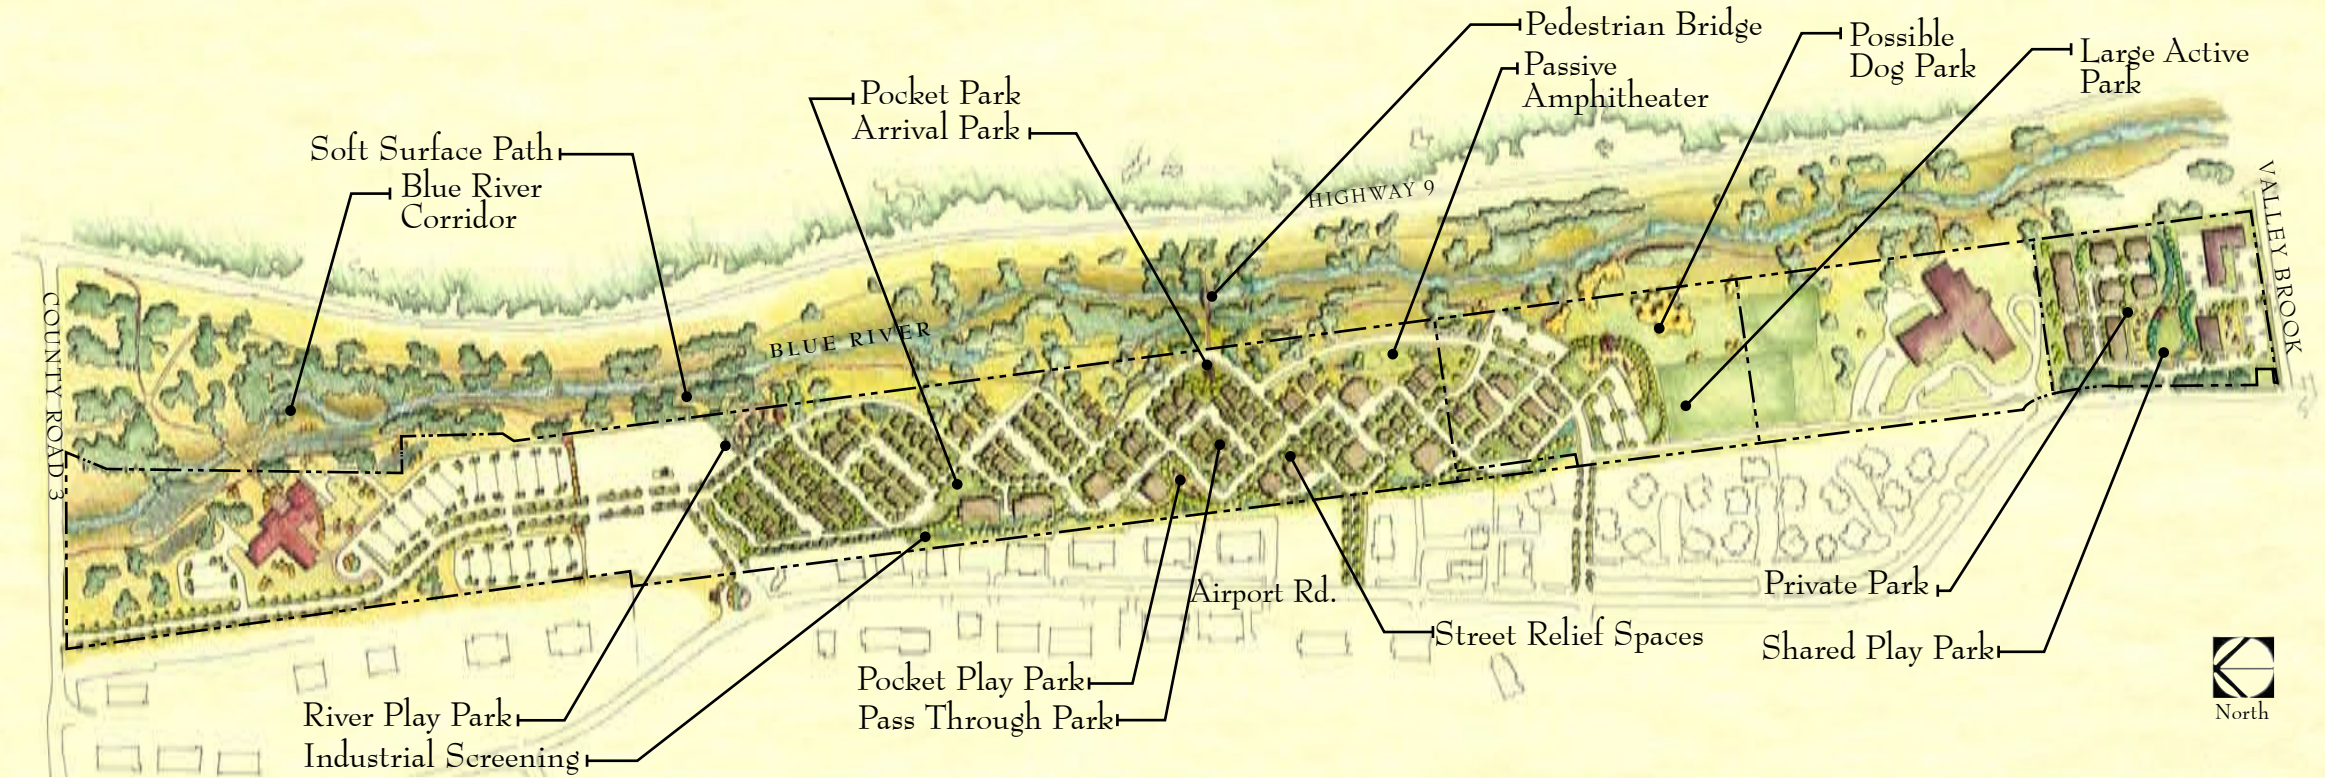 Pedestrian Bridge
Passive
Amphitheater
Possible
Dog Park
Large Active
Park
Pocket Park
Arrival Park
Soft Surface Path
Blue River
Corridor
HIGHWAY 9
VALLEY BROOK
COUNTY ROAD 3
BLUE RIVER
Airport Rd.
Private Park
Street Relief Spaces
Shared Play Park
Pocket Play Park
Pass Through Park
River Play Park
Industrial Screening
North